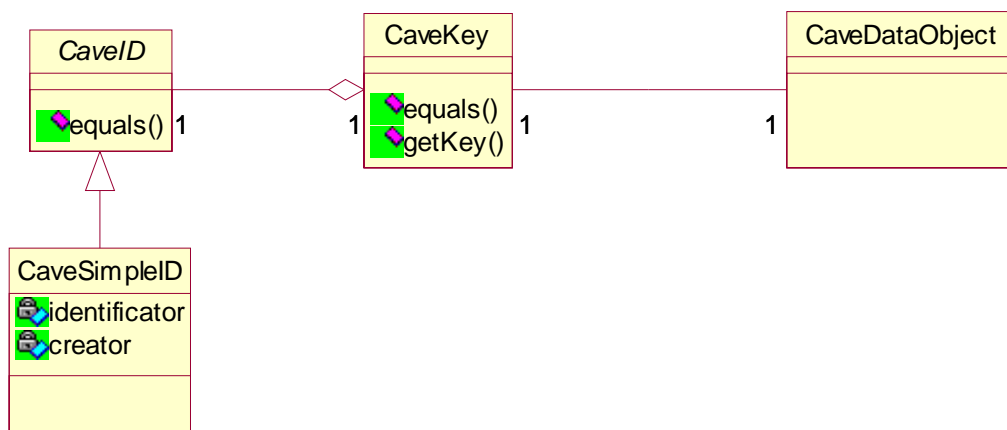 CaveID
equals()
1
1
CaveKey
equals()
getKey()
1
1
CaveDataObject
CaveSimpleID
identificator
creator